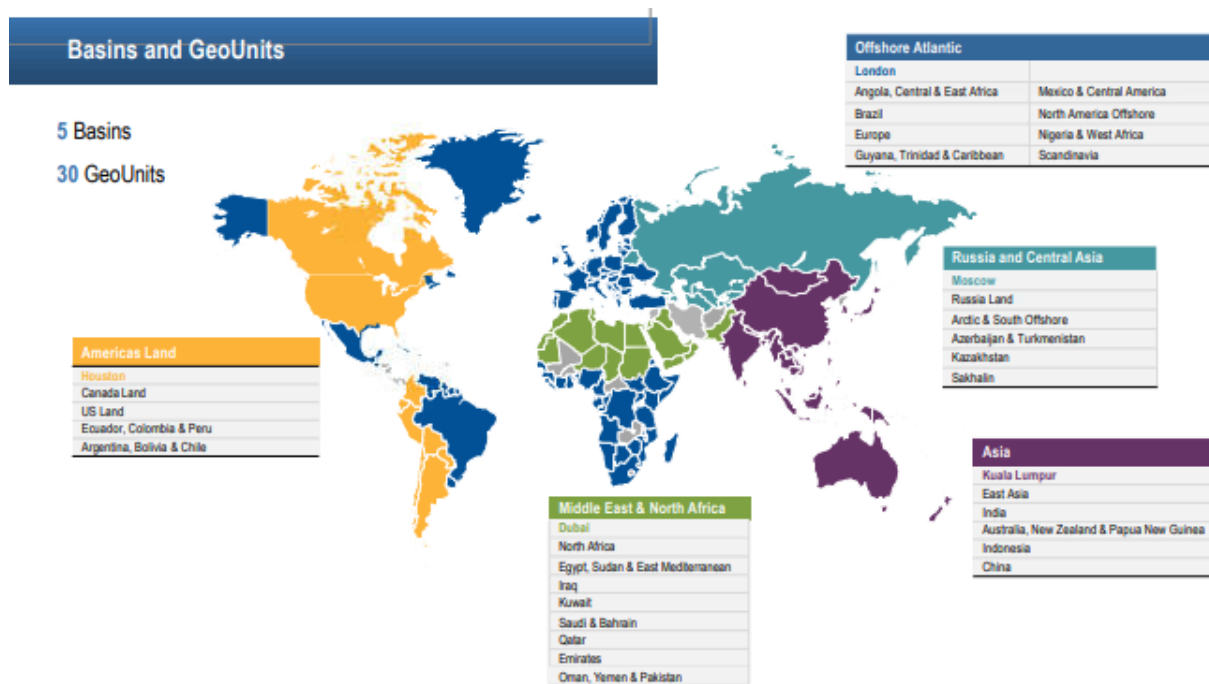 Basins and GeoUnits
5 Basins
30 GeoUnits
Offshore Atlantic
London
Angola, Central & East Africa Mexico & Central America
Brazil North America Offshore
Europe Nigeria & West Africa
Guyana, Trinidad & Caribbean Scandinavia
Russia and Central Asia
Moscow
Russia Land
Arctic & South Offshore
Azerbaijan & Turkmenistan
Kazakhstan
Sakhalin
Americas Land
Houston
Canada Land
US Land
Ecuador, Colombia & Peru
Argentina, Bolivia & Chile
Asia
Kuala Lumpur
East Asia
India
Australia, New Zealand & Papua New Guinea
Indonesia
China
Middle East & North Africa
Dubai
North Africa
Egypt, Sudan & East Mediterranean
Iraq
Kuwait
Saudi & Bahrain
Qatar
Emirates
Oman, Yemen & Pakistan